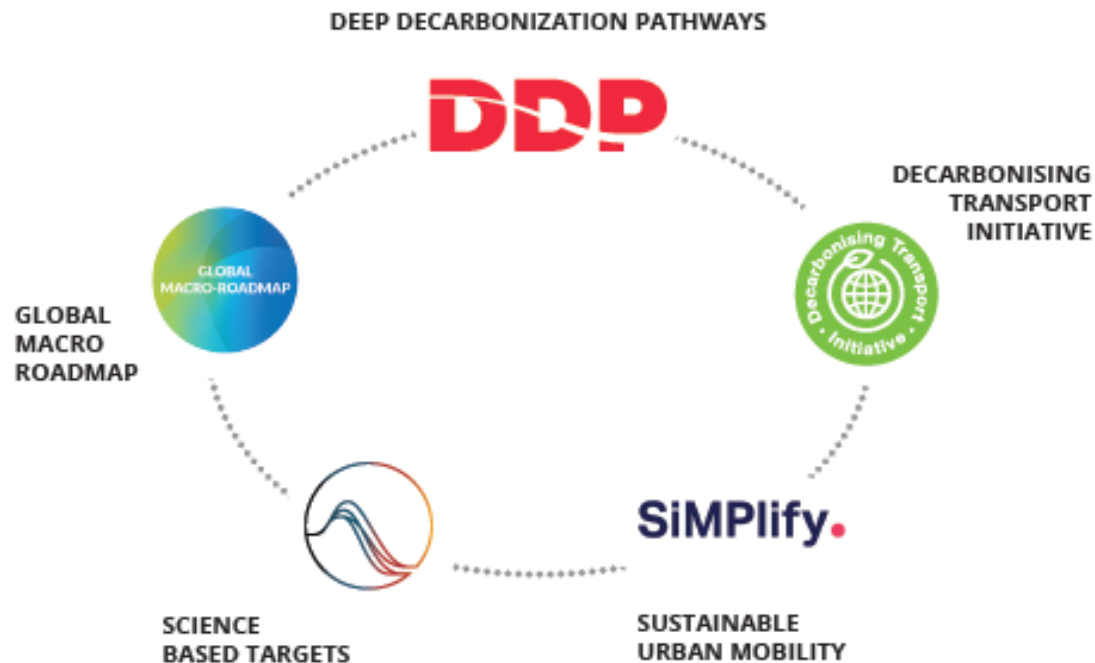 DEEP DECARBONIZATION PATHWAYS
DDP
DECARBONISING
TRANSPORT
INITIATIVE
Decarbonising Transport
• Initiative •
GLOBAL
MACRO-ROADMAP
GLOBAL
MACRO
ROADMAP
SiMPlify.
SCIENCE
BASED TARGETS
SUSTAINABLE
URBAN MOBILITY